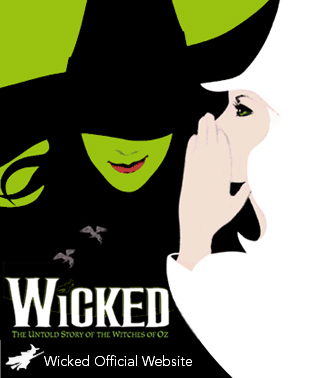 WICKED
THE UNTOLD STORY OF THE WITCHES OF OZ
Wicked Official Website